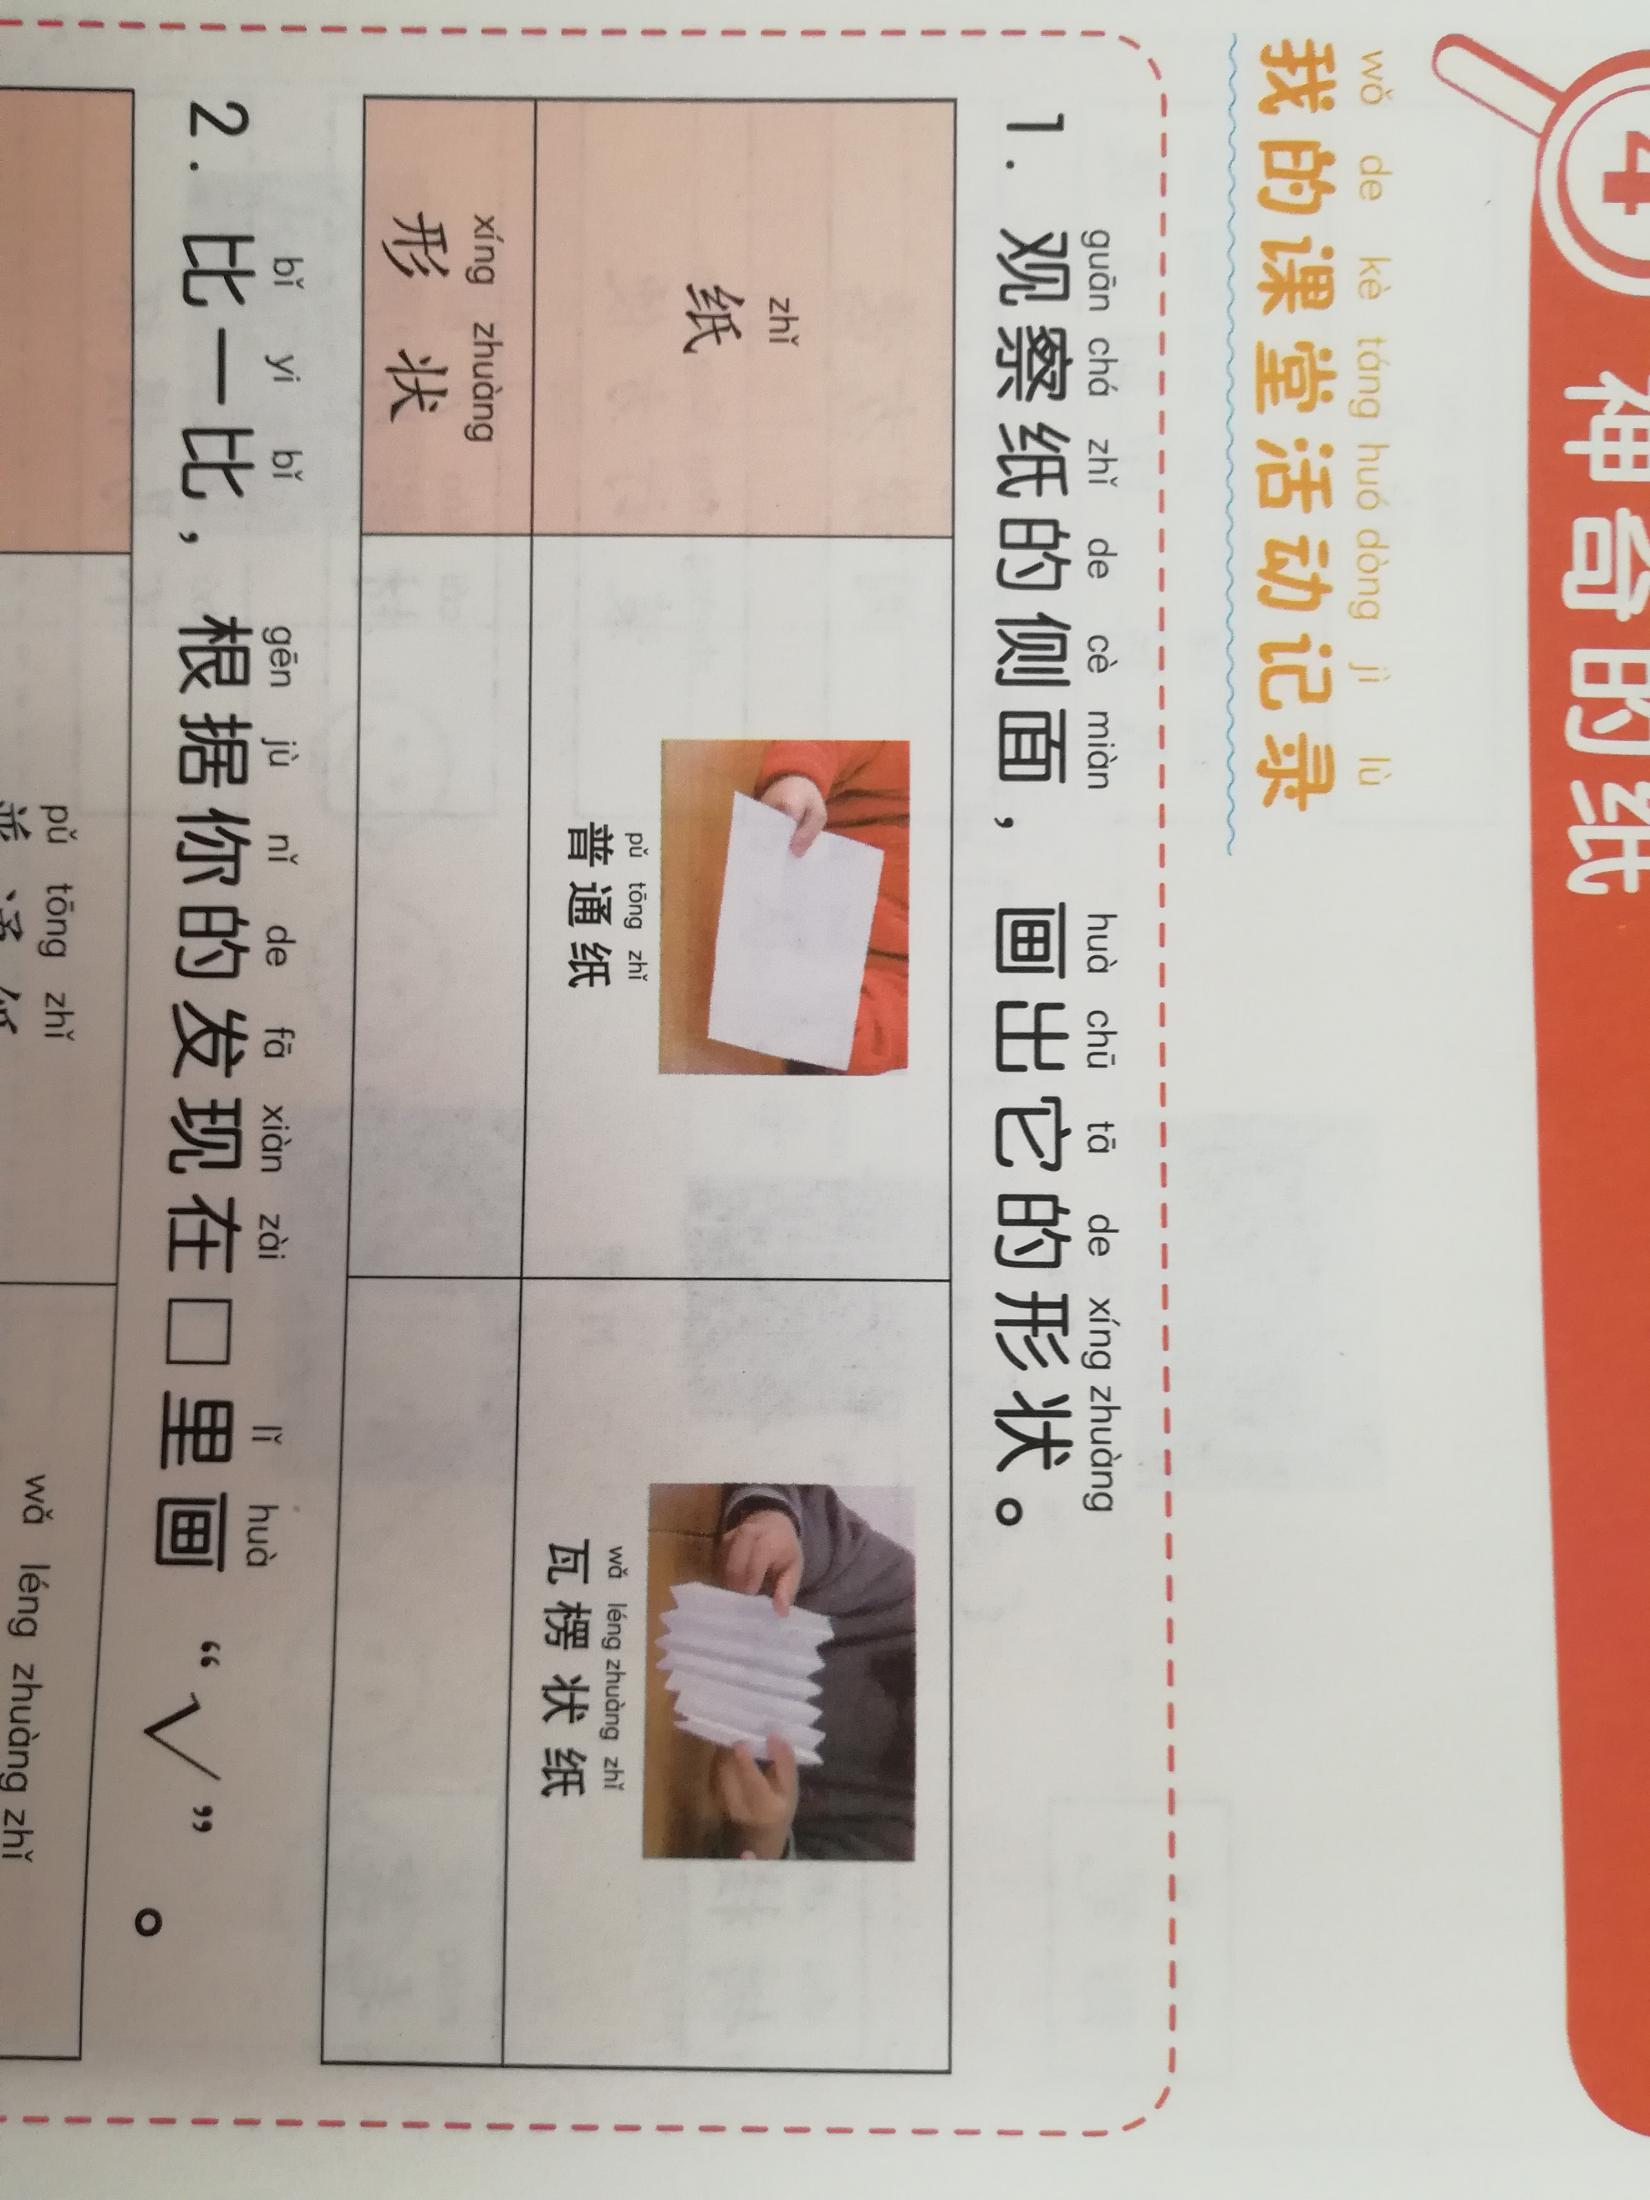 4 神奇的纸
wǒ de kè táng huó dòng jì lù
我的课堂活动记录
guān chá zhǐ de cè miàn huà chū tā de xíng zhuàng
1. 观察纸的侧面，画出它的形状。
zhǐ
纸
pǔ tōng zhǐ
普通纸
wǎ léng zhuàng zhǐ
瓦楞状纸
xíng zhuàng
形状
bǐ yi bǐ gēn jù nǐ de fā xiàn zài lǐ huà
2. 比一比，根据你的发现在□里画“√”。
pǔ tōng zhǐ wǎ léng zhuàng zhǐ
普通纸